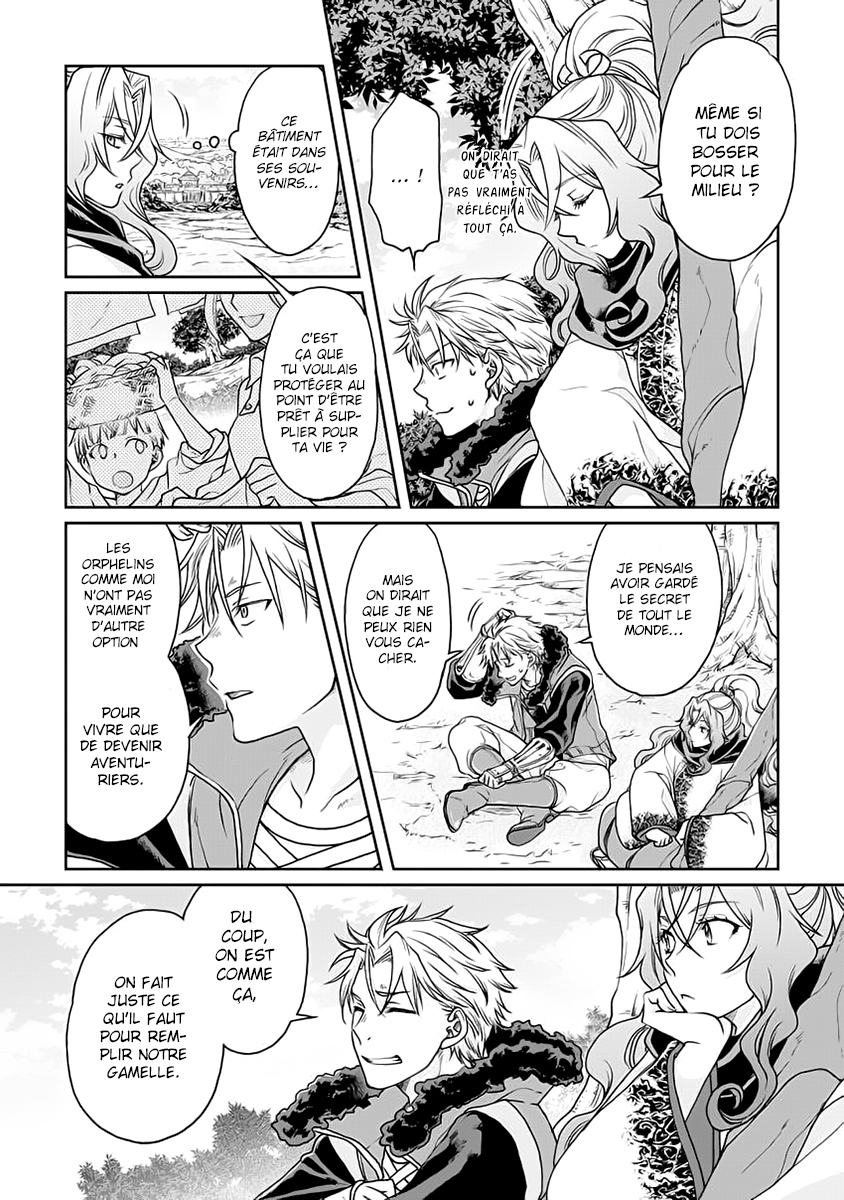 MÊME SI
TU DOIS
BOSSER
POUR LE
MILIEU ?
ON DIRAIT
QUE T'AS
PAS VRAIMENT
RÉFLÉCHI À
TOUT ÇA.
... !
CE
BÂTIMENT
ÉTAIT DANS
SES SOU-
VENIRS...
C'EST
ÇA QUE
TU VOULAIS
PROTÉGER AU
POINT D'ÊTRE
PRÊT À SUP-
PLIER POUR
TA VIE ?
JE PENSAIS
AVOIR GARDÉ
LE SECRET
DE TOUT LE
MONDE...
MAIS
ON DIRAIT
QUE JE NE
PEUX RIEN
VOUS CA-
CHER.
LES
ORPHELINS
COMME MOI
N'ONT PAS
VRAIMENT
D'AUTRE
OPTION
POUR
VIVRE QUE
DE DEVENIR
AVENTU-
RIERS.
DU
COUP,
ON EST
COMME
ÇA,
ON FAIT
JUSTE CE
QU'IL FAUT
POUR REM-
PLIR NOTRE
GAMELLE.